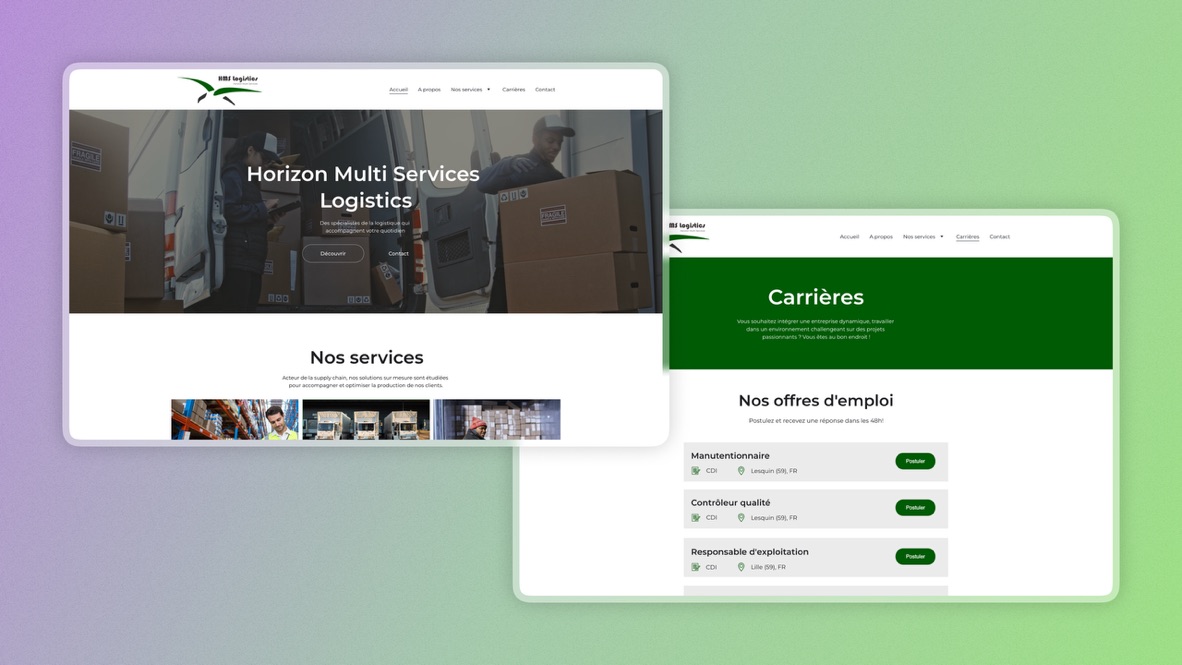 HMS Logistics
Accueil A propos Nos services Carrières Contact
FRAGILE
FRAGILE
Horizon Multi Services
Logistics
Des spécialistes de la logistique qui
accompagnent votre quotidien
Découvrir Contact
Nos services
Acteur de la supply chain, nos solutions sur mesure sont étudiées
pour accompagner et optimiser la production de nos clients.
MS Logistics
Accueil A propos Nos services Carrières Contact
Carrières
Vous souhaitez intégrer une entreprise dynamique, travailler
dans un environnement challengeant sur des projets
passionnants ? Vous êtes au bon endroit !
Nos offres d'emploi
Postulez et recevez une réponse dans les 48h!
Manutentionnaire
CDI Lesquin (59), FR
Postuler
Contrôleur qualité
CDI Lesquin (59), FR
Postuler
Responsable d'exploitation
CDI Lille (59), FR
Postuler